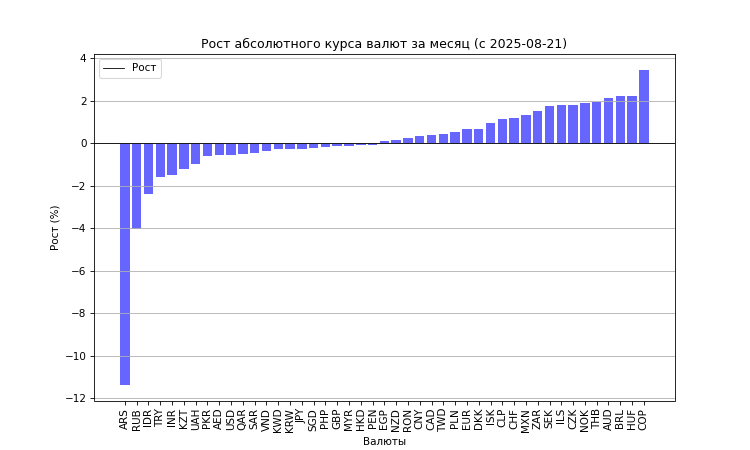 Рост абсолютного курса валют за месяц (с 2025-08-21)
Рост
4
2
0
−2
−4
−6
−8
−10
−12
Рост (%)
ARS
RUB
IDR
TRY
INR
KZT
UAH
PKR
AED
USD
QAR
SAR
VND
KWD
KRW
JPY
SGD
PHP
GBP
MYR
HKD
PEN
EGP
NZD
RON
CNY
CAD
TWD
PLN
EUR
DKK
ISK
CLP
CHF
MXN
ZAR
SEK
ILS
CZK
NOK
THB
AUD
BRL
HUF
COP
Валюты